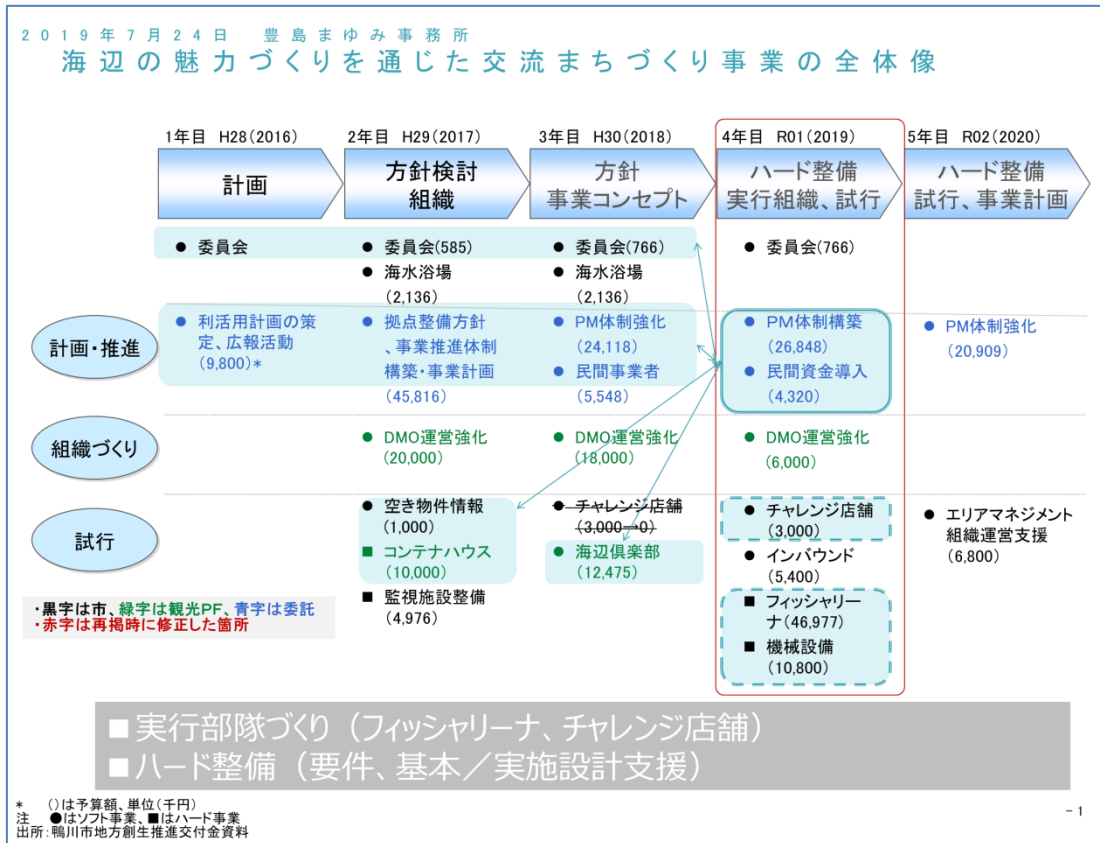 2019年7月24日　豊島まゆみ事務所
海辺の魅力づくりを通じた交流まちづくり事業の全体像
1年目 H28(2016)
2年目 H29(2017)
3年目 H30(2018)
4年目 R01(2019)
5年目 R02(2020)
計画
方針検討
組織
方針
事業コンセプト
ハード整備
実行組織、試行
ハード整備
試行、事業計画
● 委員会
● 委員会(585)
● 海水浴場
(2,136)
● 委員会(766)
● 海水浴場
(2,136)
● 委員会(766)
計画・推進
● 利活用計画の策
定、広報活動
(9,800)*
● 拠点整備方針
、事業推進体制
構築・事業計画
(45,816)
● PM体制強化
(24,118)
● 民間事業者
(5,548)
● PM体制構築
(26,848)
● 民間資金導入
(4,320)
● PM体制強化
(20,909)
組織づくり
● DMO運営強化
(20,000)
● DMO運営強化
(18,000)
● DMO運営強化
(6,000)
試行
● 空き物件情報
(1,000)
■ コンテナハウス
(10,000)
■ 監視施設整備
(4,976)
● チャレンジ店舗
(3,000→0)
● 海辺倶楽部
(12,475)
● チャレンジ店舗
(3,000)
● インバウンド
(5,400)
■ フィッシャリー
ナ(46,977)
■ 機械設備
(10,800)
● エリアマネジメント
組織運営支援
(6,800)
・黒字は市、緑字は観光PF、青字は委託
・赤字は再掲時に修正した箇所
■実行部隊づくり（フィッシャリーナ、チャレンジ店舗）
■ハード整備（要件、基本／実施設計支援）
* ()は予算額、単位(千円)
注 ●はソフト事業、■はハード事業
出所：鴨川市地方創生推進交付金資料
- 1